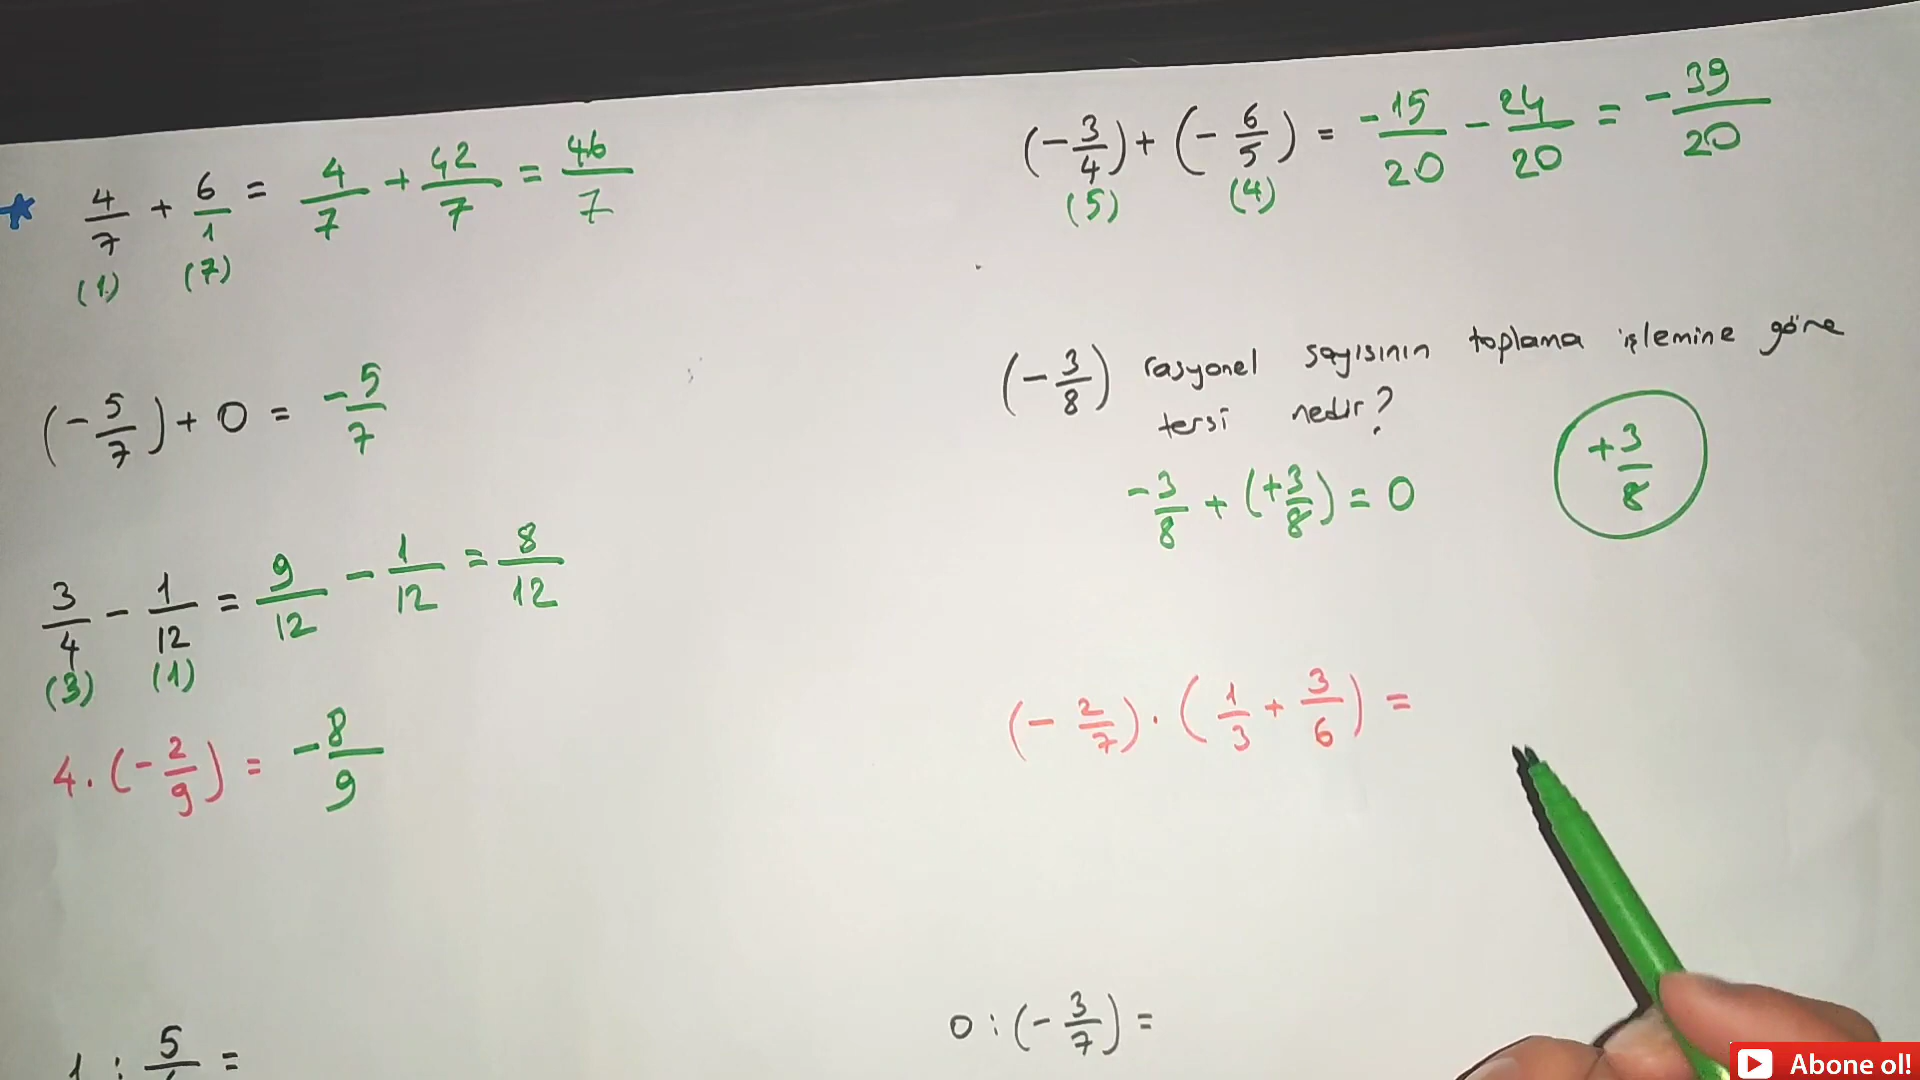 4/7 + 6/1 = 4/7 + 42/7 = 46/7
(1) (7)
(-5/7) + 0 = -5/7
3/4 - 1/12 = 9/12 - 1/12 = 8/12
(3) (1)
4 . (-2/9) = -8/9
1 : 5/ =
(-3/4) + (-6/5) = -15/20 - 24/20 = -39/20
(5) (4)
(-3/8) rasyonel sayısının toplama işlemine göre
tersi nedir?
+3/8
-3/8 + (+3/8) = 0
(-2/7) . (1/3 + 3/6) =
0 : (-3/7) =
Abone ol!